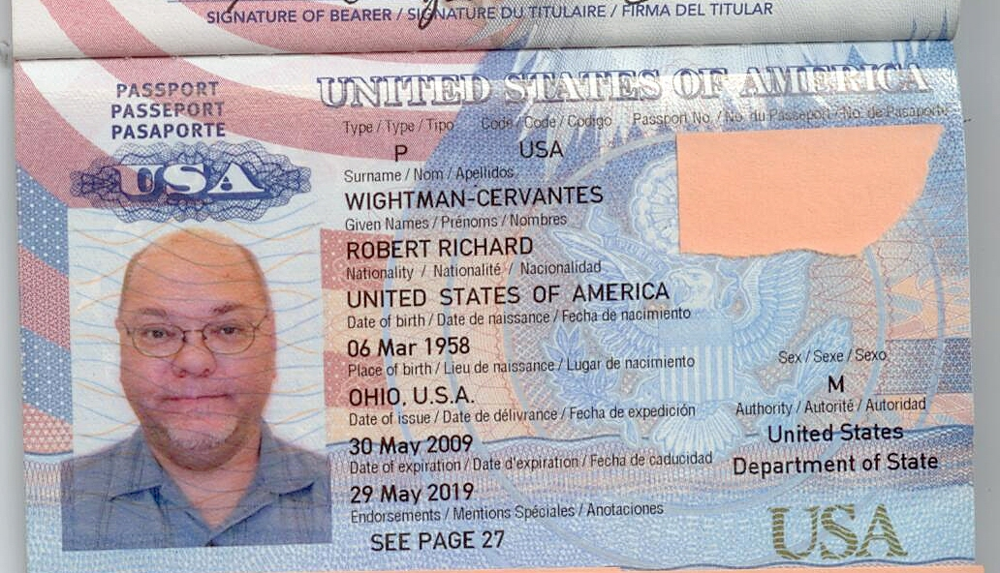 SIGNATURE OF BEARER / SIGNATURE DU TITULAIRE / FIRMA DEL TITULAR
PASSPORT
PASSEPORT
PASAPORTE
USA
UNITED STATES OF AMERICA
Type / Type / Tipo Code / Code / Codigo Passport No. / No. du Passeport / No. de Pasaporte
P USA
Surname / Nom / Apellidos
WIGHTMAN-CERVANTES
Given Names / Prénoms / Nombres
ROBERT RICHARD
Nationality / Nationalité / Nacionalidad
UNITED STATES OF AMERICA
Date of birth / Date de naissance / Fecha de nacimiento
06 Mar 1958
Place of birth / Lieu de naissance / Lugar de nacimiento
OHIO, U.S.A.
Date of issue / Date de délivrance / Fecha de expedición
30 May 2009
Date of expiration / Date d'expiration / Fecha de caducidad
29 May 2019
Endorsements / Mentions Spéciales / Anotaciones
SEE PAGE 27
Sex / Sexe / Sexo
M
Authority / Autorité / Autoridad
United States
Department of State
USA